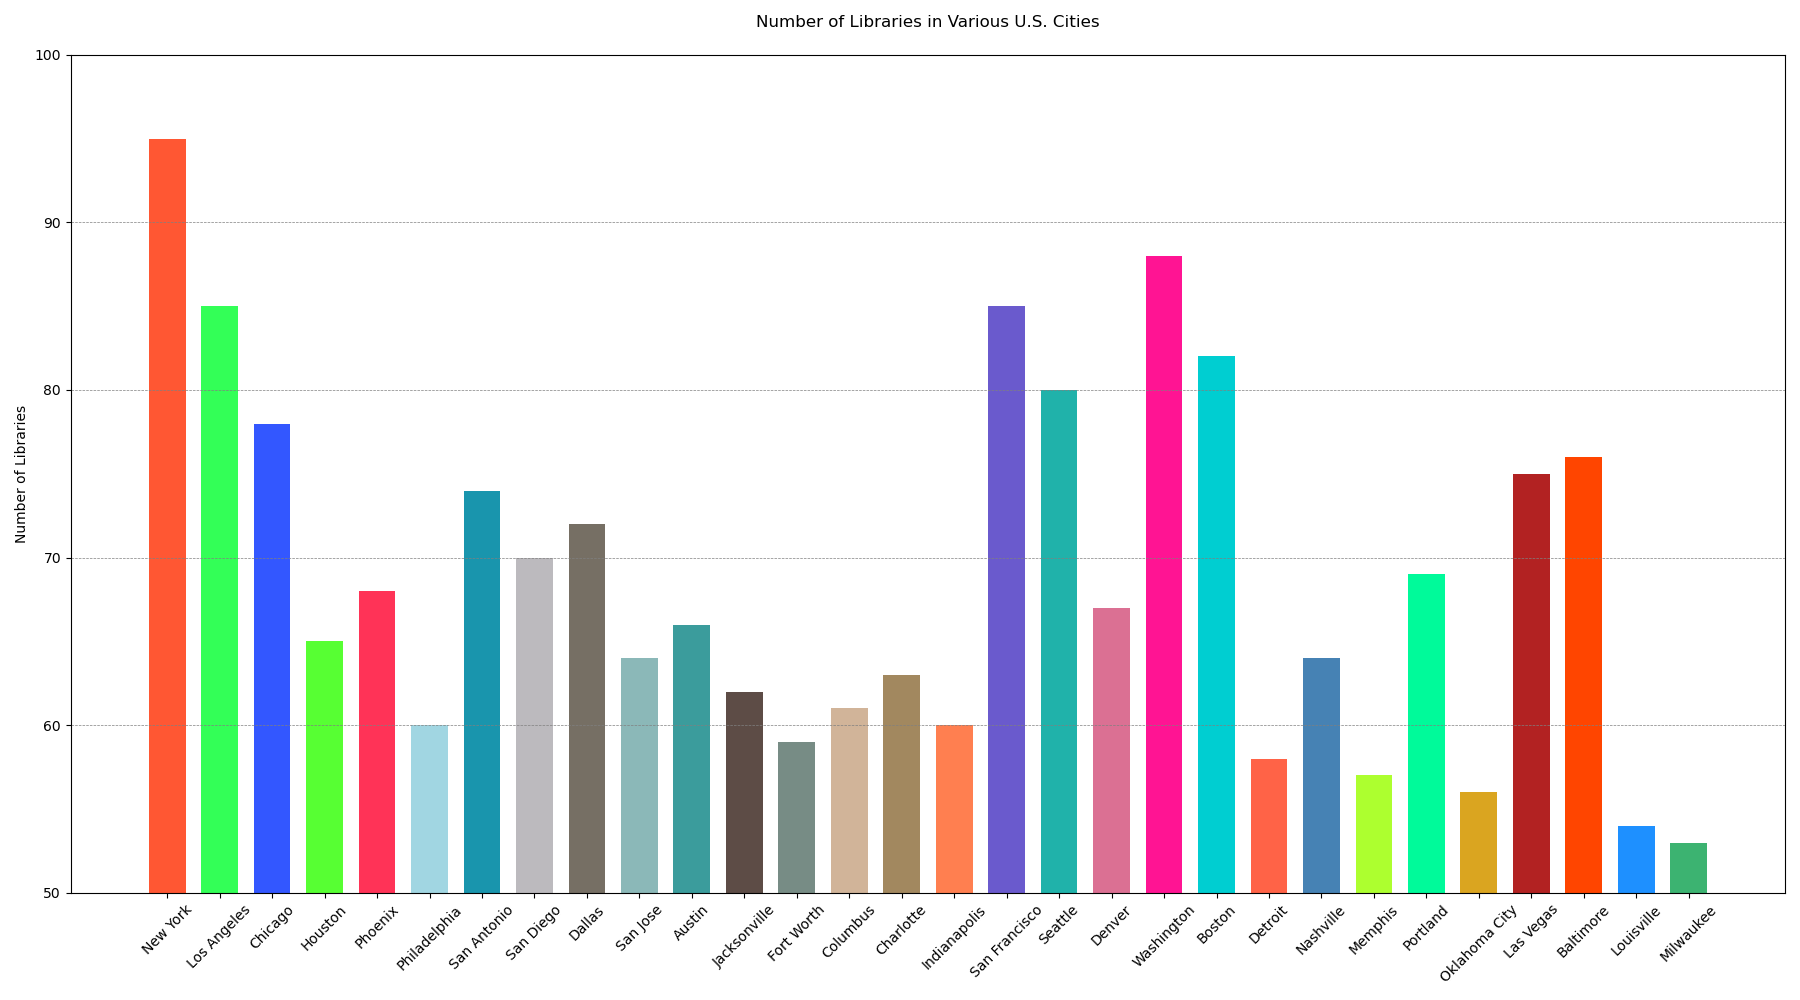 Number of Libraries in Various U.S. Cities
Number of Libraries
100
90
80
70
60
50
New York
Los Angeles
Chicago
Houston
Phoenix
Philadelphia
San Antonio
San Diego
Dallas
San Jose
Austin
Jacksonville
Fort Worth
Columbus
Charlotte
Indianapolis
San Francisco
Seattle
Denver
Washington
Boston
Detroit
Nashville
Memphis
Portland
Oklahoma City
Las Vegas
Baltimore
Louisville
Milwaukee